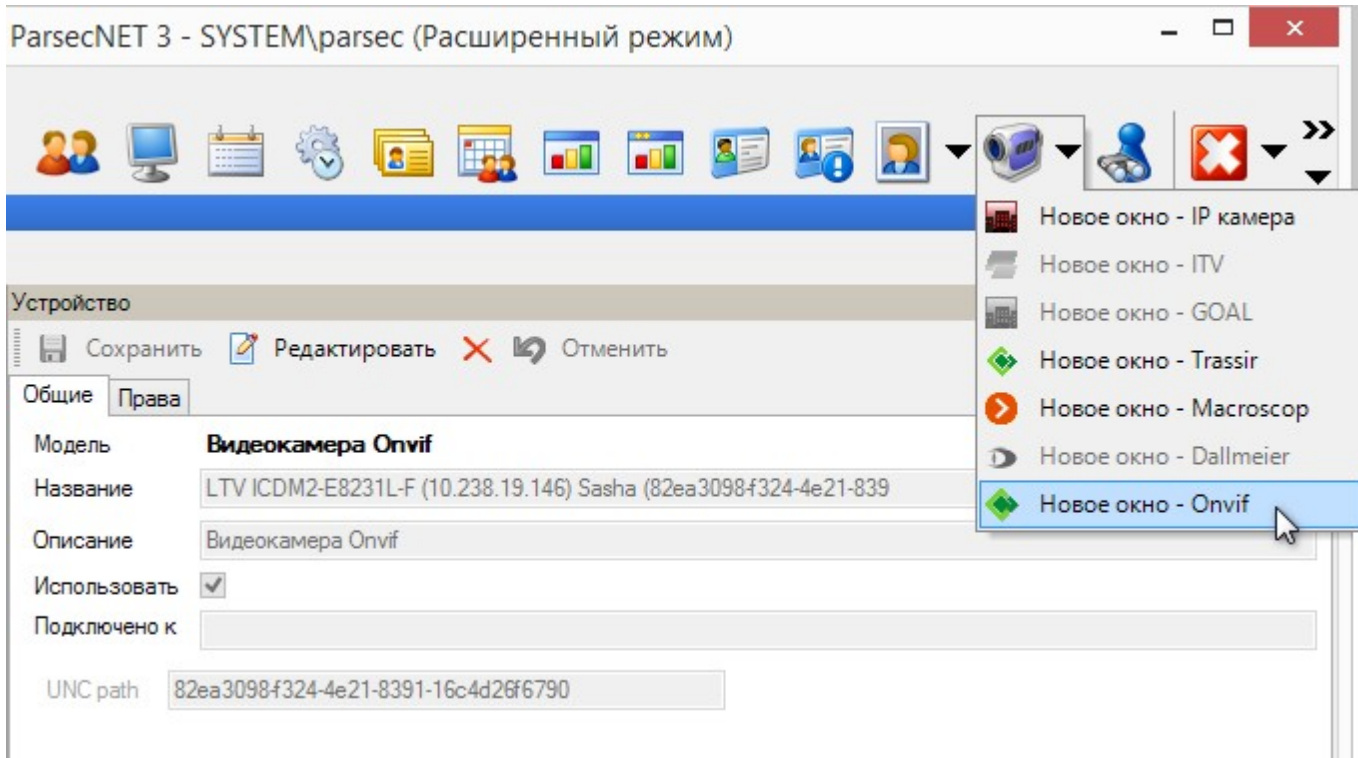 ParsecNET 3 - SYSTEM\parsec (Расширенный режим)
Новое окно - IP камера
Новое окно - ITV
Новое окно - GOAL
Новое окно - Trassir
Новое окно - Macroscop
Новое окно - Dallmeier
Новое окно - Onvif
Устройство
Сохранить Редактировать Отменить
Общие Права
Модель Видеокамера Onvif
Название LTV ICDM2-E8231L-F (10.238.19.146) Sasha (82ea3098-f324-4e21-839
Описание Видеокамера Onvif
Использовать
Подключено к
UNC path 82ea3098-f324-4e21-8391-16c4d26f6790